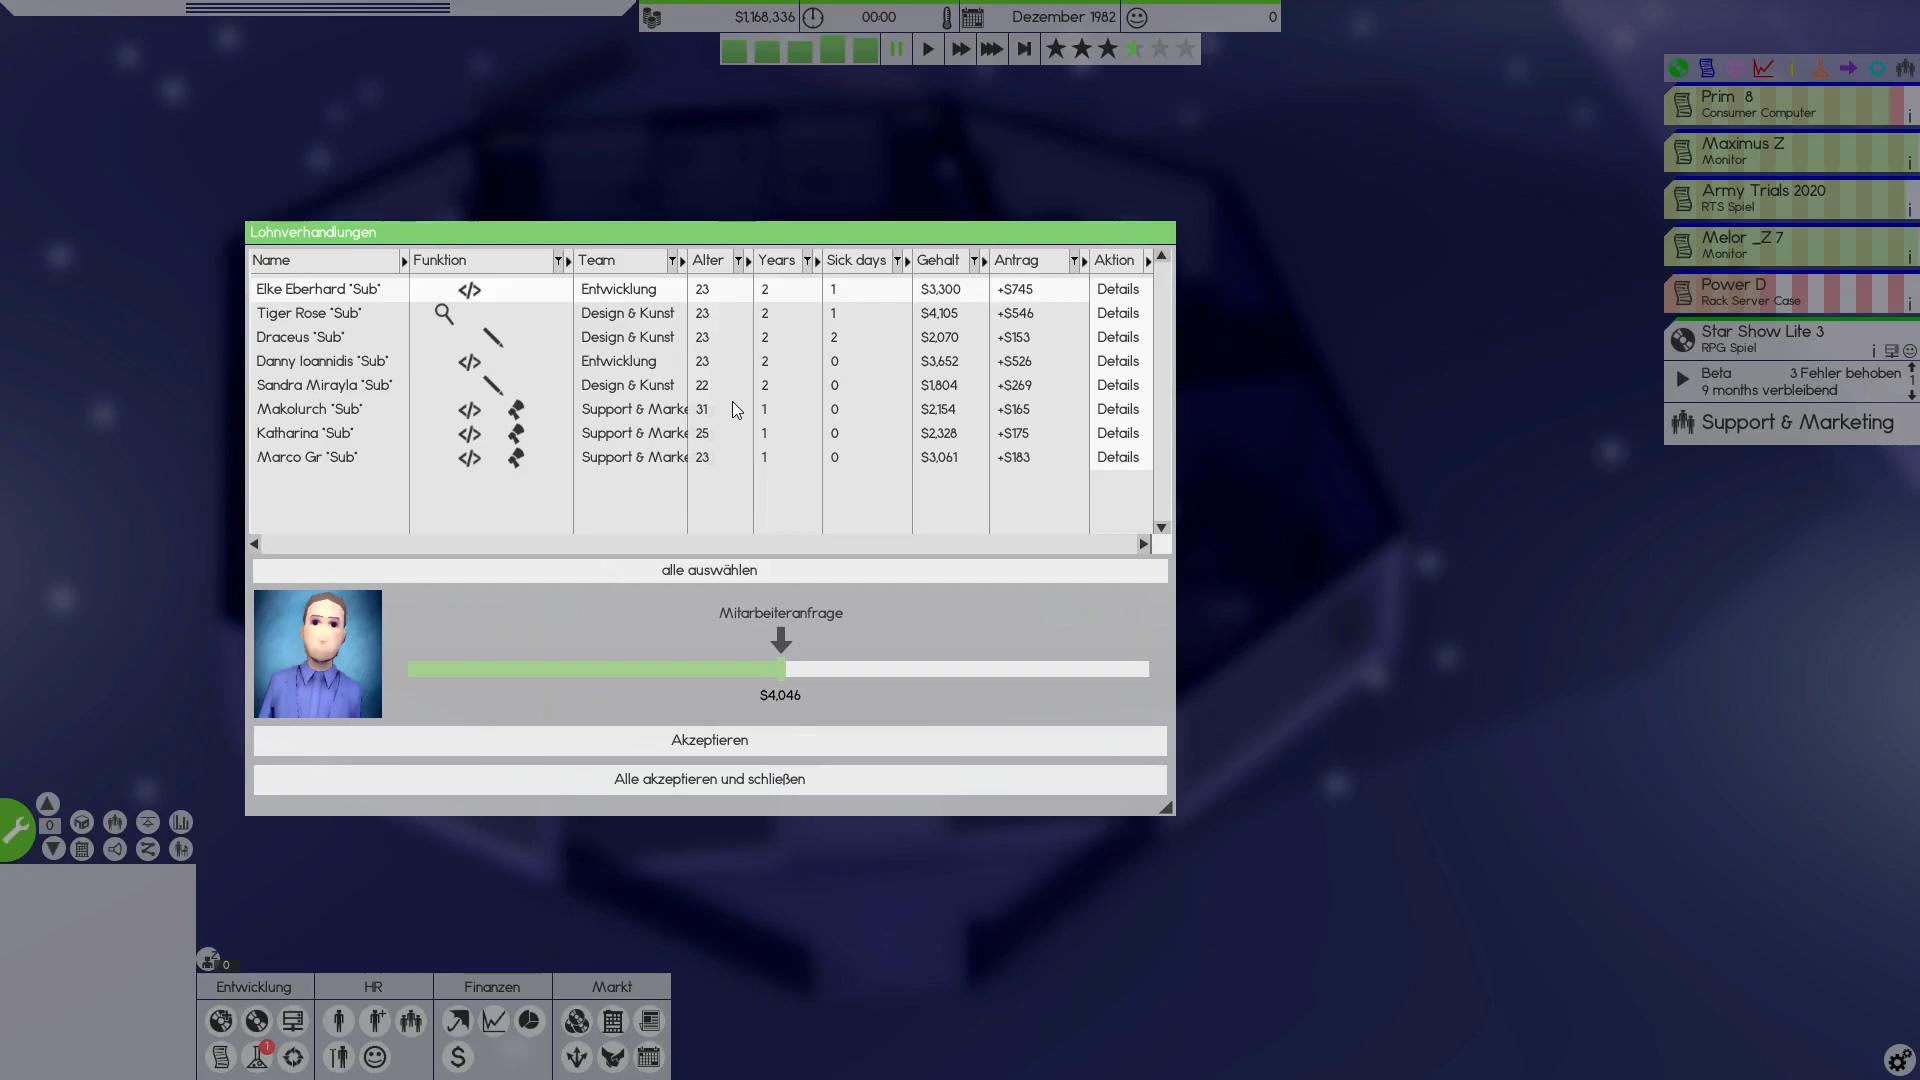 $1,168,336 00:00 Dezember 1982 0
Prim 8
Consumer Computer
Maximus Z
Monitor
Army Trials 2020
RTS Spiel
Melor _Z 7
Monitor
Power D
Rack Server Case
Star Show Lite 3
RPG Spiel
Beta 3 Fehler behoben
9 months verbleibend
1
Support & Marketing
Lohnverhandlungen
Name Funktion Team Alter Years Sick days Gehalt Antrag Aktion
Elke Eberhard "Sub" Entwicklung 23 2 1 $3,300 +$745 Details
Tiger Rose "Sub" Design & Kunst 23 2 1 $4,105 +$546 Details
Draceus "Sub" Design & Kunst 23 2 2 $2,070 +$153 Details
Danny Ioannidis "Sub" Entwicklung 23 2 0 $3,652 +$526 Details
Sandra Mirayla "Sub" Design & Kunst 22 2 0 $1,804 +$269 Details
Makolurch "Sub" Support & Marke 31 1 0 $2,154 +$165 Details
Katharina "Sub" Support & Marke 25 1 0 $2,328 +$175 Details
Marco Gr "Sub" Support & Marke 23 1 0 $3,061 +$183 Details
alle auswählen
Mitarbeiteranfrage
$4,046
Akzeptieren
Alle akzeptieren und schließen
0
0
Entwicklung HR Finanzen Markt
1